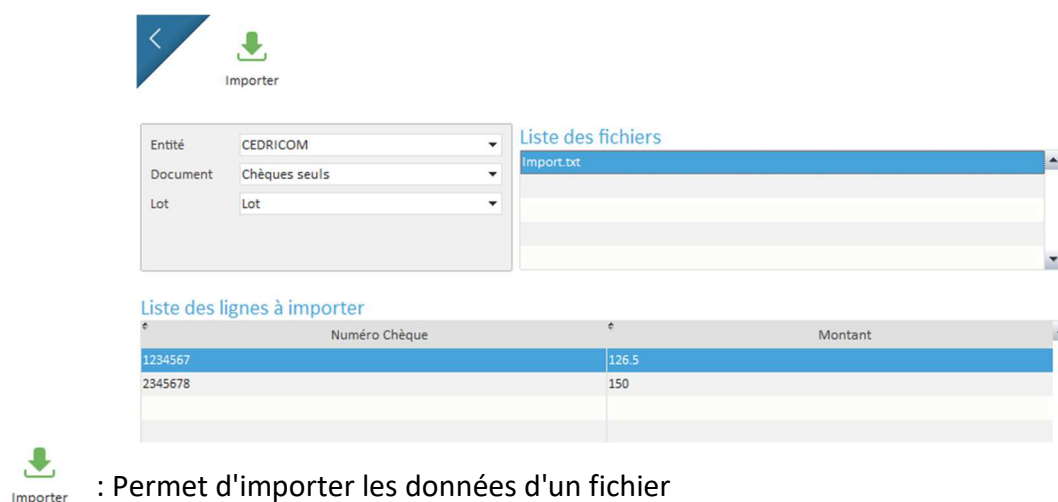 Importer
Entité CEDRICOM
Document Chèques seuls
Lot Lot
Liste des fichiers
Import.txt
Liste des lignes à importer
Numéro Chèque Montant
1234567 126.5
2345678 150
Importer : Permet d'importer les données d'un fichier